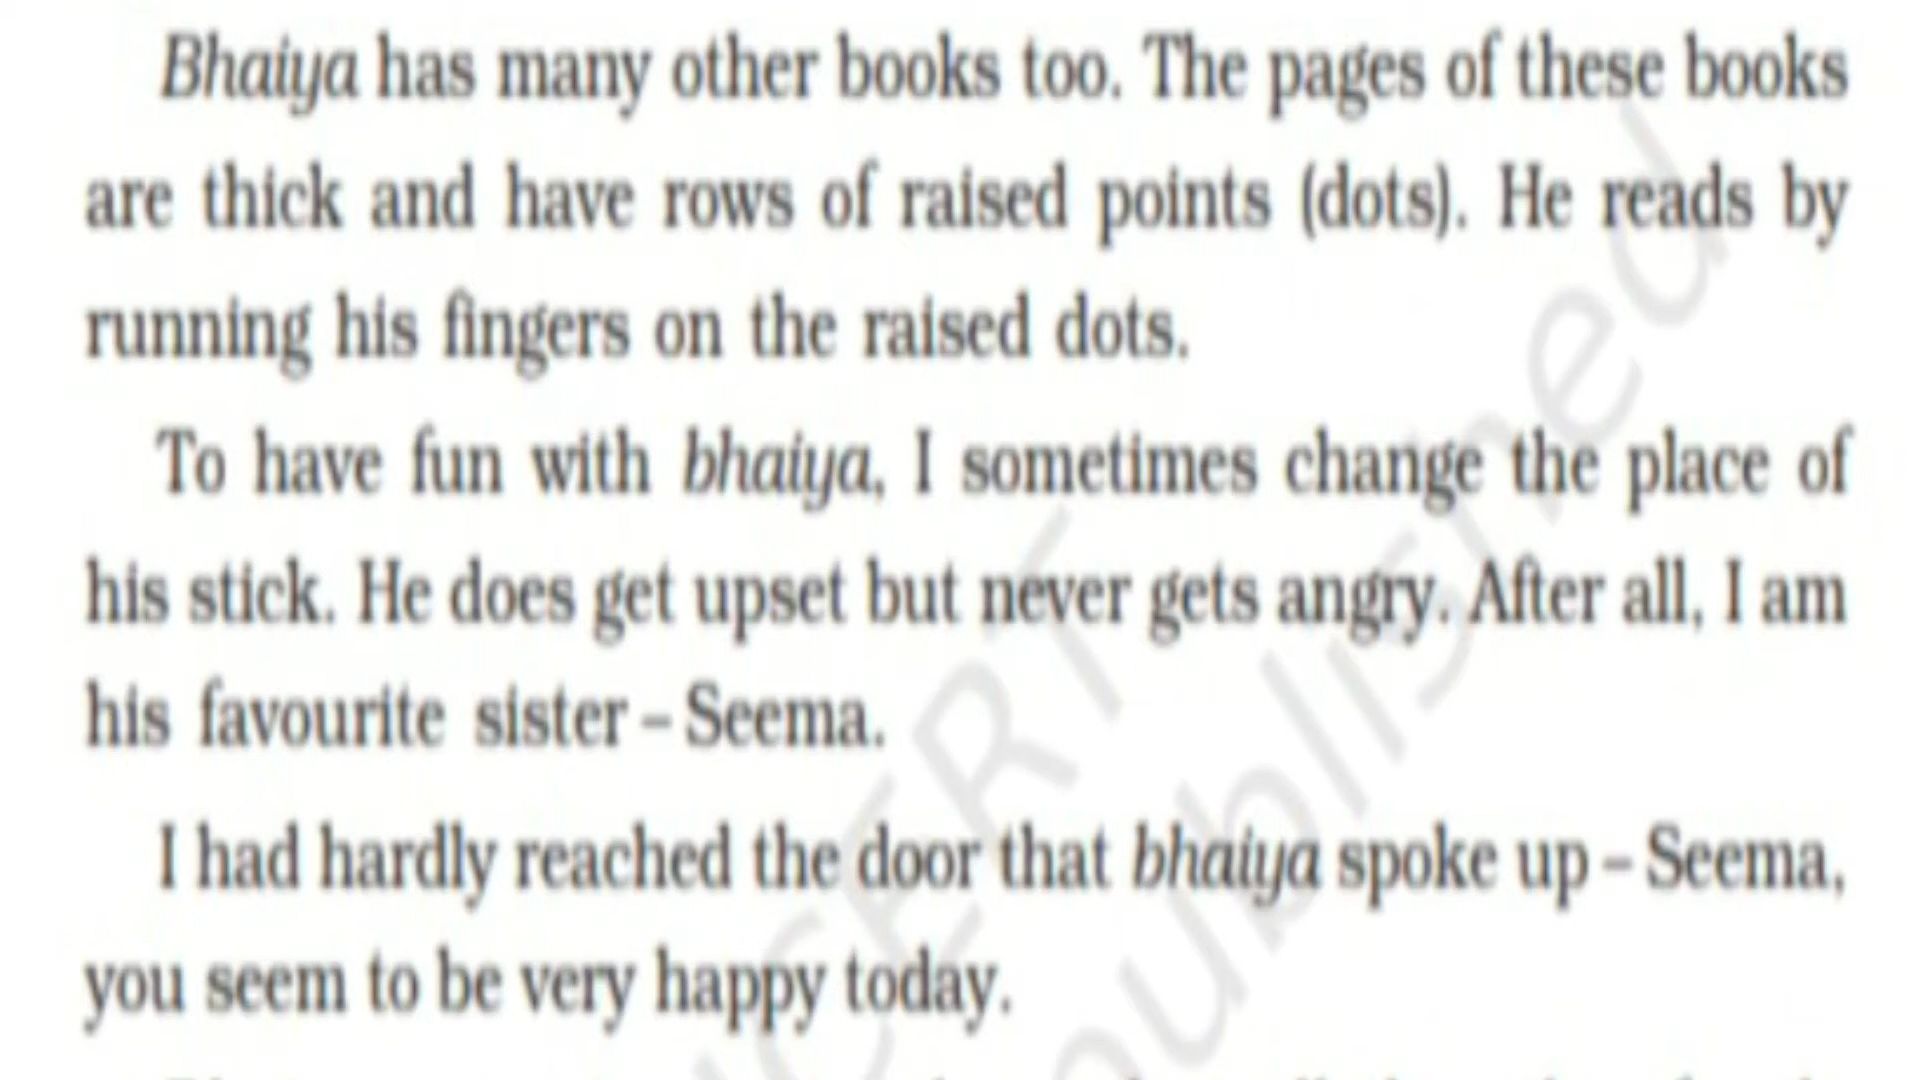 Bhaiya has many other books too. The pages of these books
are thick and have rows of raised points (dots). He reads by
running his fingers on the raised dots.
To have fun with bhaiya, I sometimes change the place of
his stick. He does get upset but never gets angry. After all, I am
his favourite sister – Seema.
I had hardly reached the door that bhaiya spoke up – Seema,
you seem to be very happy today.
NCERT
published